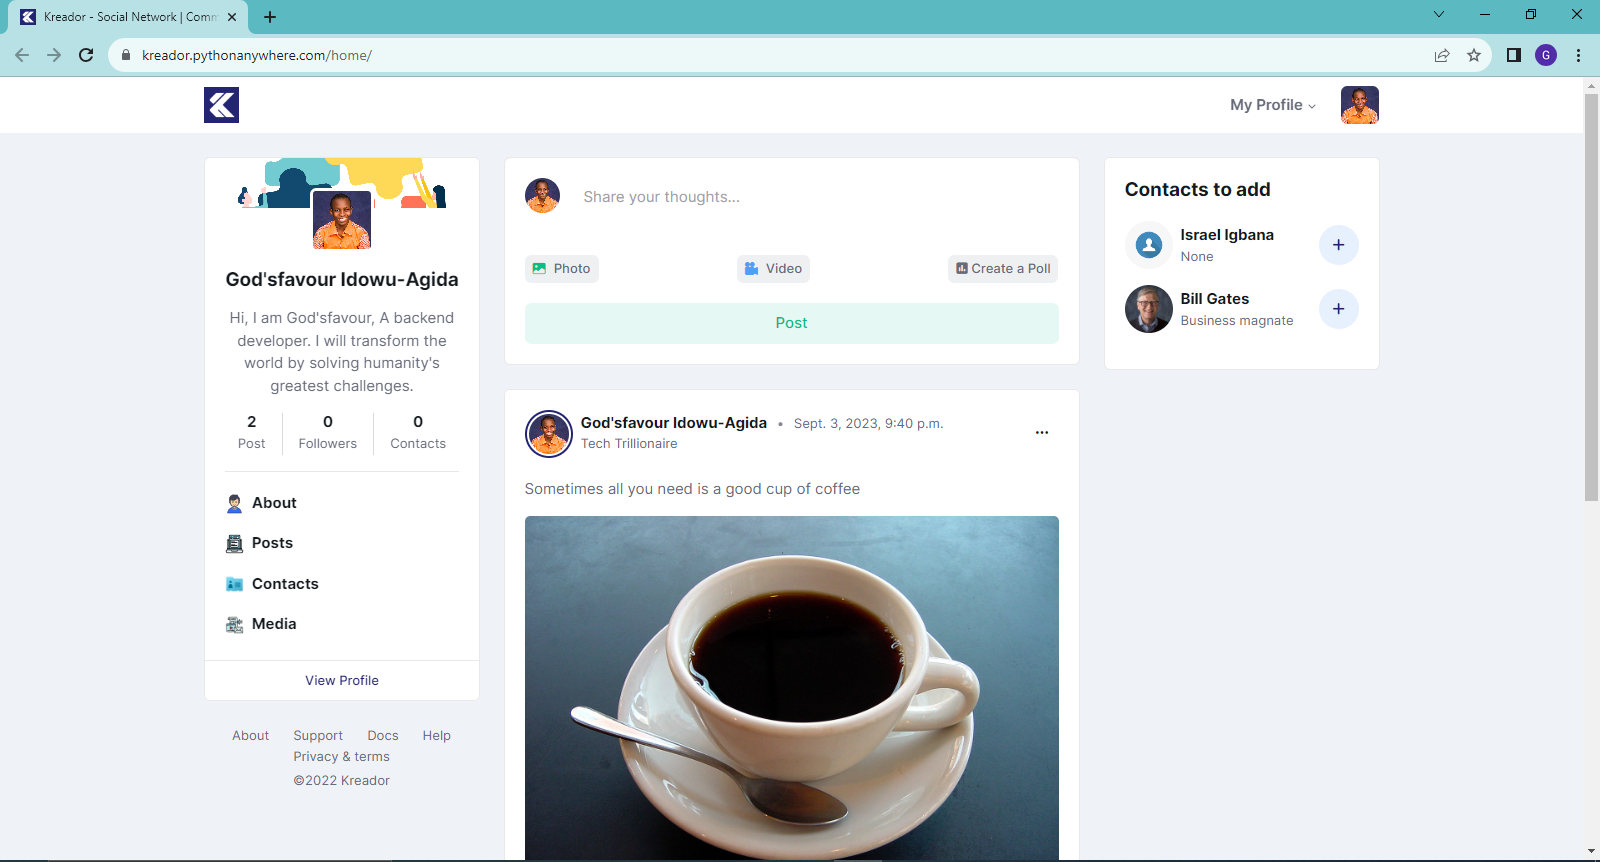 Kreador - Social Network | Comm
kreador.pythonanywhere.com/home/
G
My Profile
God'sfavour Idowu-Agida
Hi, I am God'sfavour, A backend
developer. I will transform the
world by solving humanity's
greatest challenges.
2 0 0
Post Followers Contacts
About
Posts
Contacts
Media
View Profile
About Support Docs Help
Privacy & terms
©2022 Kreador
Share your thoughts...
Photo Video Create a Poll
Post
God'sfavour Idowu-Agida • Sept. 3, 2023, 9:40 p.m.
Tech Trillionaire
Sometimes all you need is a good cup of coffee
Contacts to add
Israel Igbana
None
Bill Gates
Business magnate